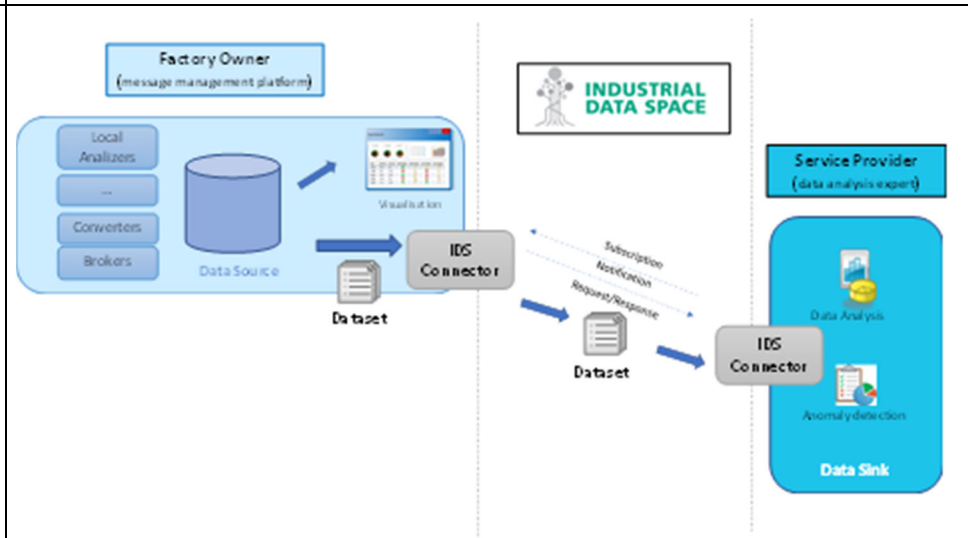 Factory Owner
(message management platform)
INDUSTRIAL
DATA SPACE
Service Provider
(data analysis expert)
Local
Analizers
...
Converters
Brokers
Data Source
Visualisation
IDS
Connector
Dataset
Subscription
Notification
Request/Response
Dataset
IDS
Connector
Data Analysis
Anomaly detection
Data Sink